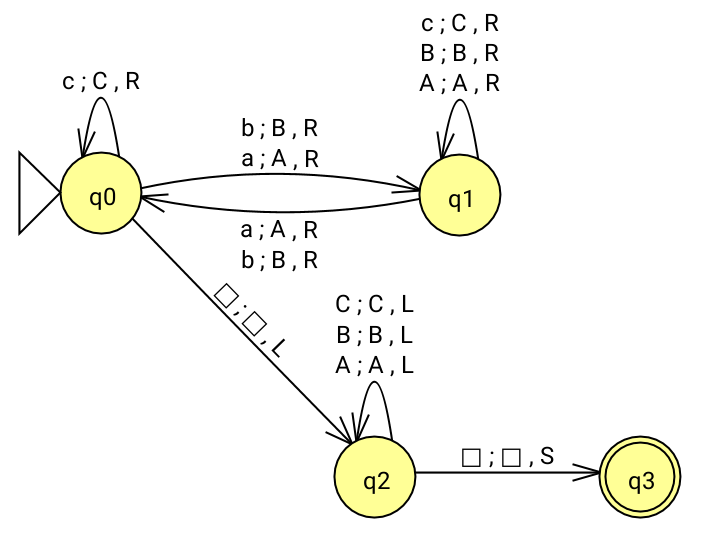 c ; C , R
B ; B , R
A ; A , R
c ; C , R
b ; B , R
a ; A , R
q0
q1
a ; A , R
b ; B , R
□ ; □ , L
C ; C , L
B ; B , L
A ; A , L
□ ; □ , S
q2
q3